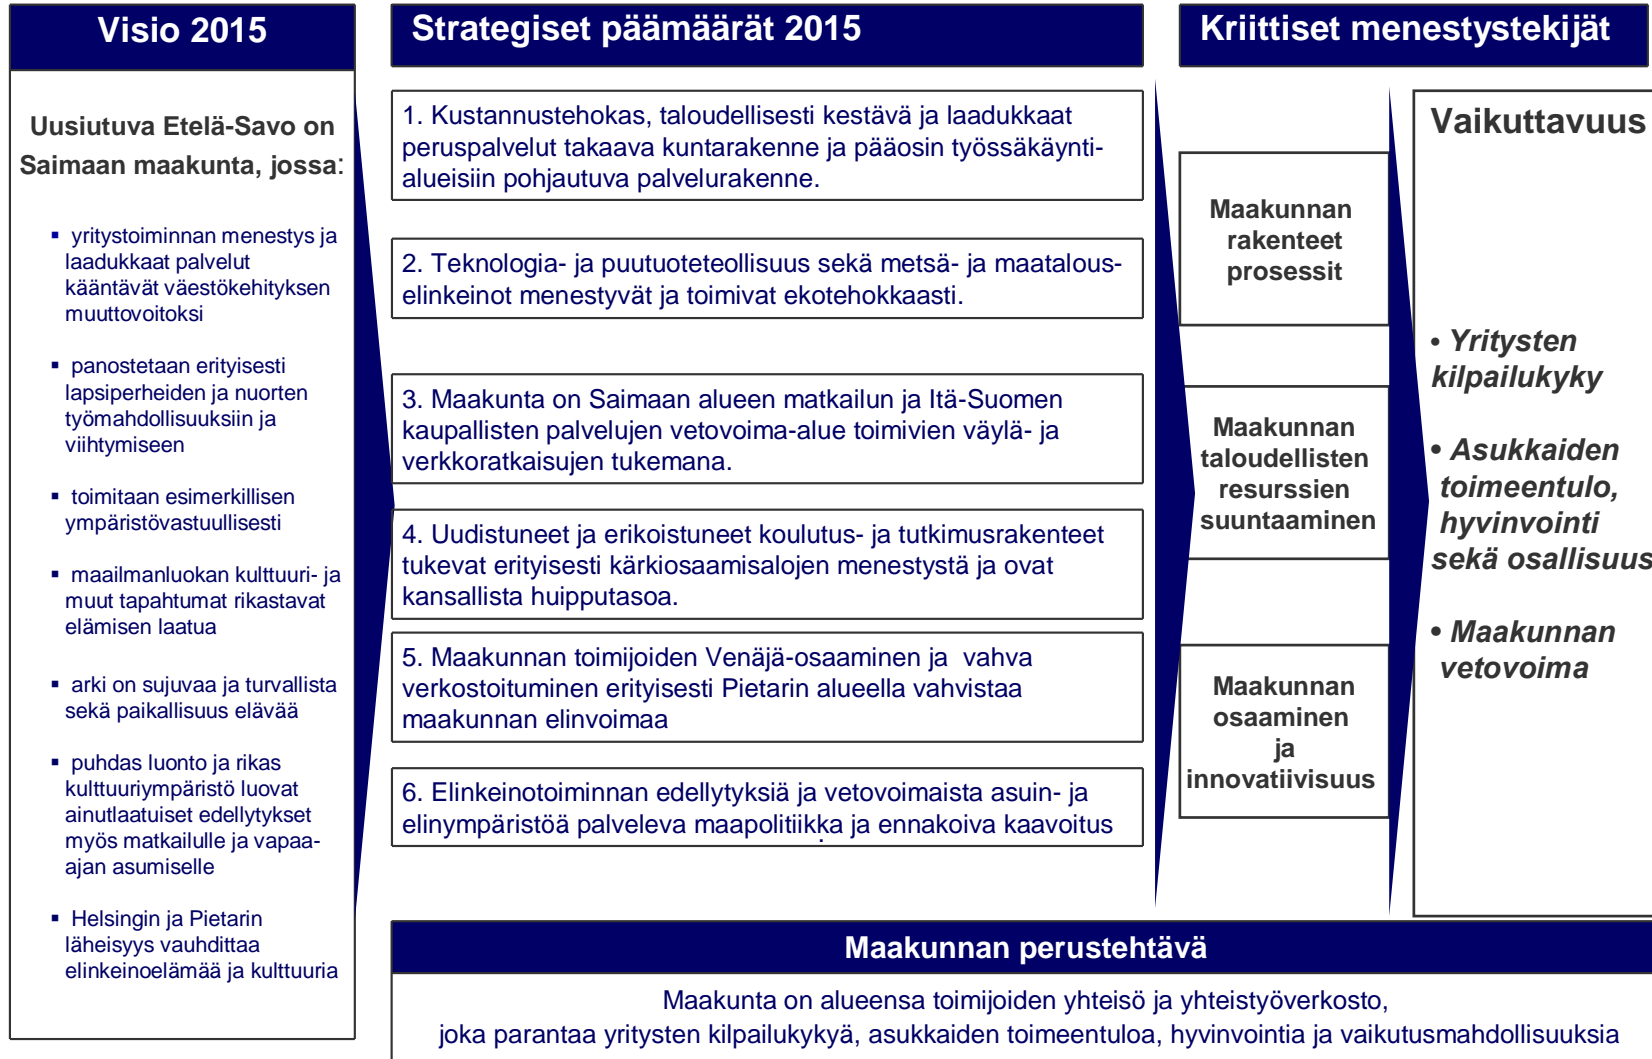 Visio 2015
Uusiutuva Etelä-Savo on
Saimaan maakunta, jossa:
▪ yritystoiminnan menestys ja
laadukkaat palvelut
kääntävät väestökehityksen
muuttovoitoksi
▪ panostetaan erityisesti
lapsiperheiden ja nuorten
työmahdollisuuksiin ja
viihtymiseen
▪ toimitaan esimerkillisen
ympäristövastuullisesti
▪ maailmanluokan kulttuuri- ja
muut tapahtumat rikastavat
elämisen laatua
▪ arki on sujuvaa ja turvallista
sekä paikallisuus elävää
▪ puhdas luonto ja rikas
kulttuuriympäristö luovat
ainutlaatuiset edellytykset
myös matkailulle ja vapaa-
ajan asumiselle
▪ Helsingin ja Pietarin
läheisyys vauhdittaa
elinkeinoelämää ja kulttuuria
Strategiset päämäärät 2015
1. Kustannustehokas, taloudellisesti kestävä ja laadukkaat
peruspalvelut takaava kuntarakenne ja pääosin työssäkäynti-
alueisiin pohjautuva palvelurakenne.
2. Teknologia- ja puutuoteteollisuus sekä metsä- ja maatalous-
elinkeinot menestyvät ja toimivat ekotehokkaasti.
3. Maakunta on Saimaan alueen matkailun ja Itä-Suomen
kaupallisten palvelujen vetovoima-alue toimivien väylä- ja
verkkoratkaisujen tukemana.
4. Uudistuneet ja erikoistuneet koulutus- ja tutkimusrakenteet
tukevat erityisesti kärkiosaamisalojen menestystä ja ovat
kansallista huipputasoa.
5. Maakunnan toimijoiden Venäjä-osaaminen ja vahva
verkostoituminen erityisesti Pietarin alueella vahvistaa
maakunnan elinvoimaa
6. Elinkeinotoiminnan edellytyksiä ja vetovoimaista asuin- ja
elinympäristöä palveleva maapolitiikka ja ennakoiva kaavoitus
.
Kriittiset menestystekijät
Maakunnan
rakenteet
prosessit
Maakunnan
taloudellisten
resurssien
suuntaaminen
Maakunnan
osaaminen
ja
innovatiivisuus
Vaikuttavuus
• Yritysten
kilpailukyky
• Asukkaiden
toimeentulo,
hyvinvointi
sekä osallisuus
• Maakunnan
vetovoima
Maakunnan perustehtävä
Maakunta on alueensa toimijoiden yhteisö ja yhteistyöverkosto,
joka parantaa yritysten kilpailukykyä, asukkaiden toimeentuloa, hyvinvointia ja vaikutusmahdollisuuksia